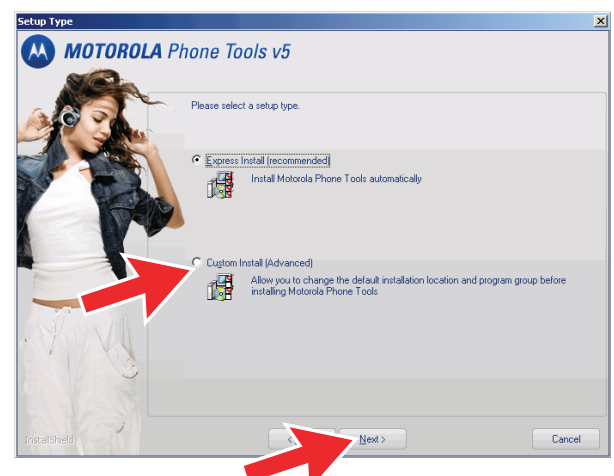 Setup Type
MOTOROLA Phone Tools v5
Please select a setup type.
Express Install (recommended)
Install Motorola Phone Tools automatically
Custom Install (Advanced)
Allow you to change the default installation location and program group before
installing Motorola Phone Tools
InstallShield
<
Next >
Cancel